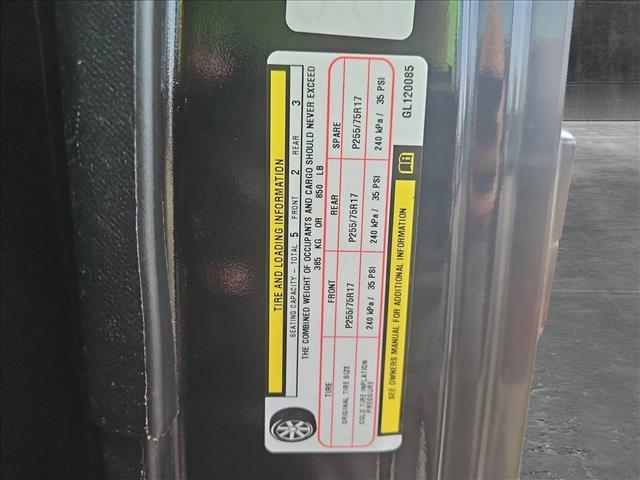 TIRE AND LOADING INFORMATION
SEATING CAPACITY - TOTAL 5 FRONT 2 REAR 3
THE COMBINED WEIGHT OF OCCUPANTS AND CARGO SHOULD NEVER EXCEED
385 KG OR 850 LB
TIRE FRONT REAR SPARE
ORIGINAL TIRE SIZE P255/75R17 P255/75R17 P255/75R17
COLD TIRE INFLATION PRESSURE 240 kPa / 35 PSI 240 kPa / 35 PSI 240 kPa / 35 PSI
SEE OWNERS MANUAL FOR ADDITIONAL INFORMATION
GL120085